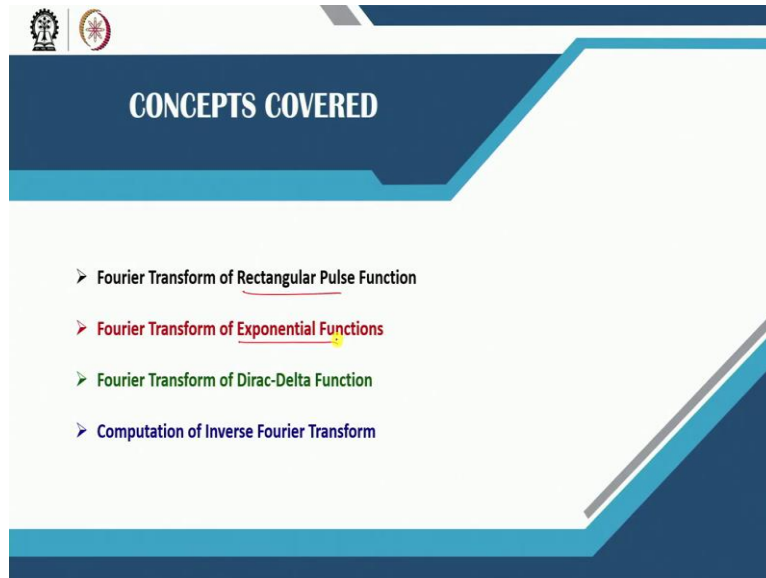 CONCEPTS COVERED
➢ Fourier Transform of Rectangular Pulse Function
➢ Fourier Transform of Exponential Functions
➢ Fourier Transform of Dirac-Delta Function
➢ Computation of Inverse Fourier Transform